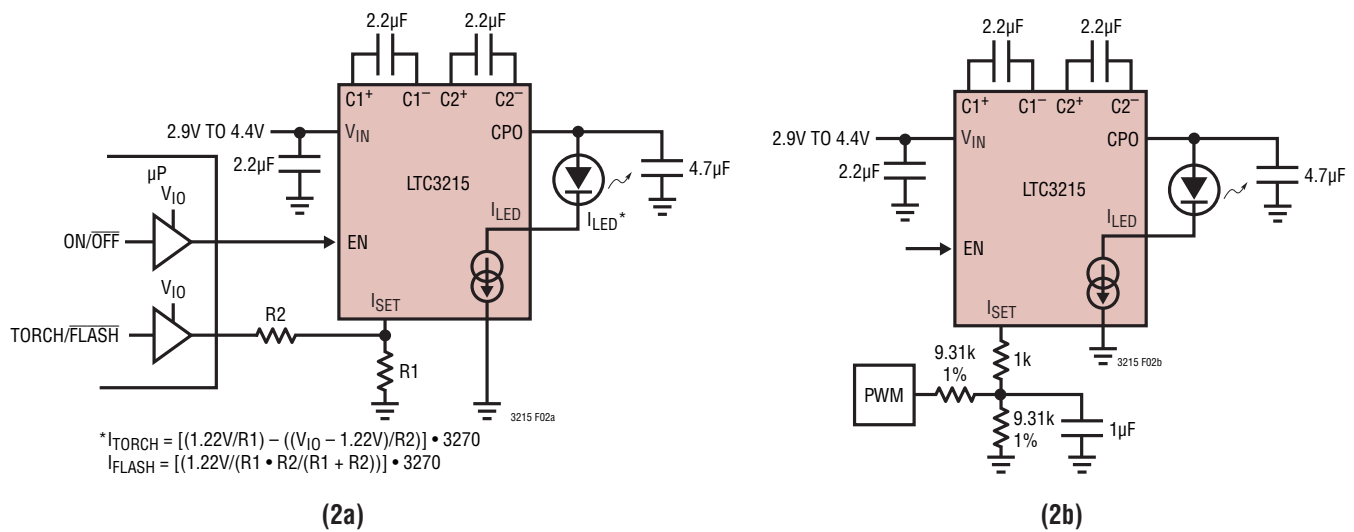 2.2µF
2.2µF
C1+ C1– C2+ C2–
2.9V TO 4.4V
VIN
CPO
2.2µF
4.7µF
LTC3215
µP
VIO
ILED
ILED*
ON/OFF
EN
VIO
ISET
TORCH/FLASH
R2
R1
3215 F02a
*ITORCH = [(1.22V/R1) – ((VIO – 1.22V)/R2)] • 3270
IFLASH = [(1.22V/(R1 • R2/(R1 + R2))] • 3270
(2a)
2.2µF
2.2µF
C1+ C1– C2+ C2–
2.9V TO 4.4V
VIN
CPO
2.2µF
4.7µF
LTC3215
ILED
EN
ISET
3215 F02b
9.31k
1%
1k
PWM
9.31k
1%
1µF
(2b)